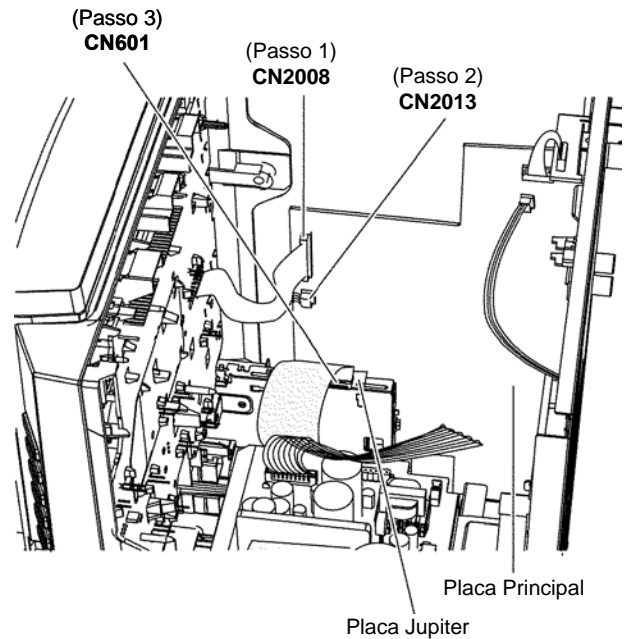 (Passo 3)
CN601
(Passo 1)
CN2008
(Passo 2)
CN2013
Placa Principal
Placa Jupiter